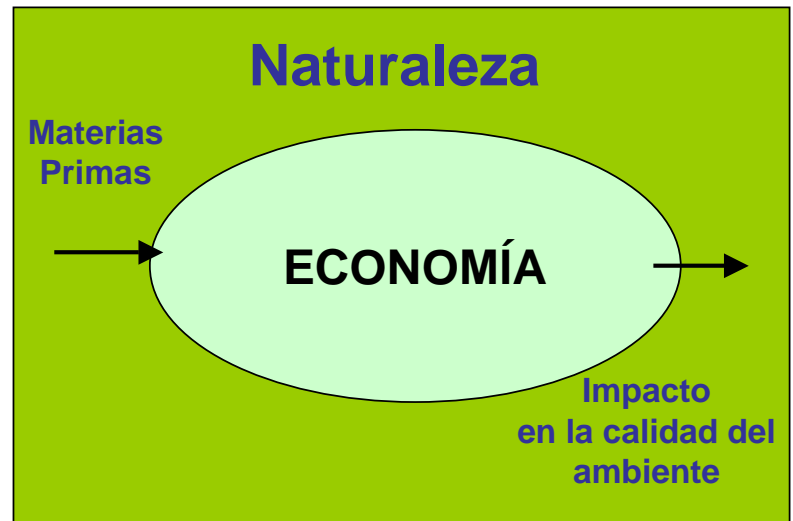 Naturaleza
Materias
Primas
ECONOMÍA
Impacto
en la calidad del
ambiente